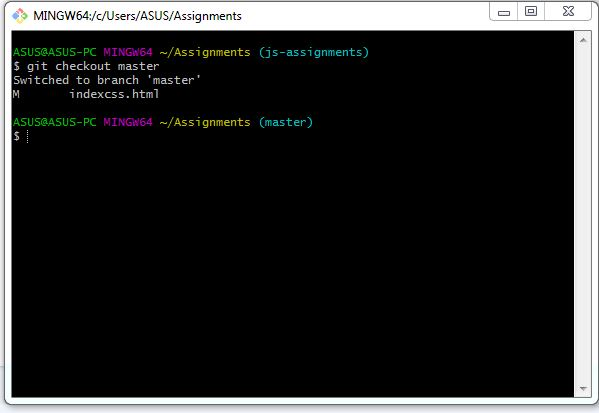 MINGW64:/c/Users/ASUS/Assignments
ASUS@ASUS-PC MINGW64 ~/Assignments (js-assignments)
$ git checkout master
Switched to branch 'master'
M       indexcss.html
ASUS@ASUS-PC MINGW64 ~/Assignments (master)
$